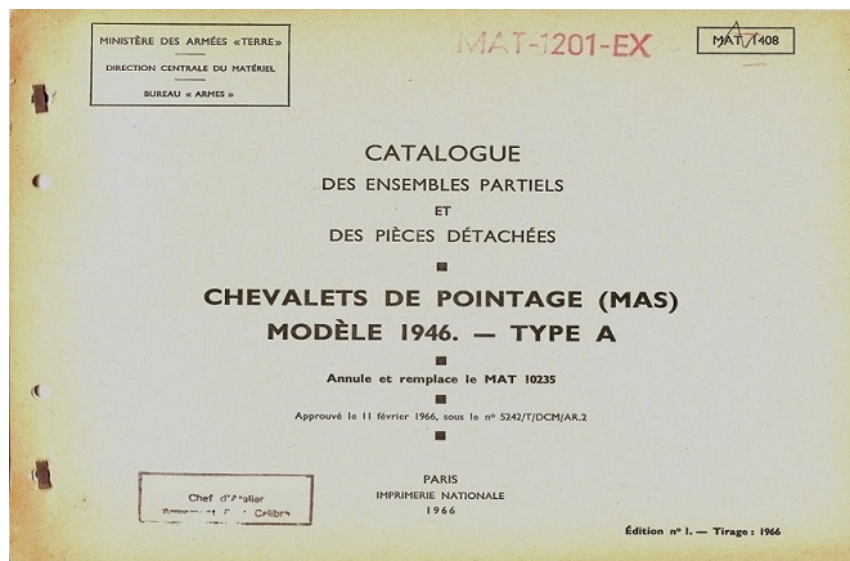 MINISTÈRE DES ARMÉES «TERRE»
DIRECTION CENTRALE DU MATÉRIEL
BUREAU « ARMES »
MAT-1201-EX
MAT 1408
CATALOGUE
DES ENSEMBLES PARTIELS
ET
DES PIÈCES DÉTACHÉES
CHEVALETS DE POINTAGE (MAS)
MODÈLE 1946. — TYPE A
Annule et remplace le MAT 10235
Approuvé le 11 février 1966, sous le nº 5242/T/DCM/AR.2
PARIS
IMPRIMERIE NATIONALE
1966
Chef d'Atelier
Calibre
Édition nº 1. — Tirage : 1966